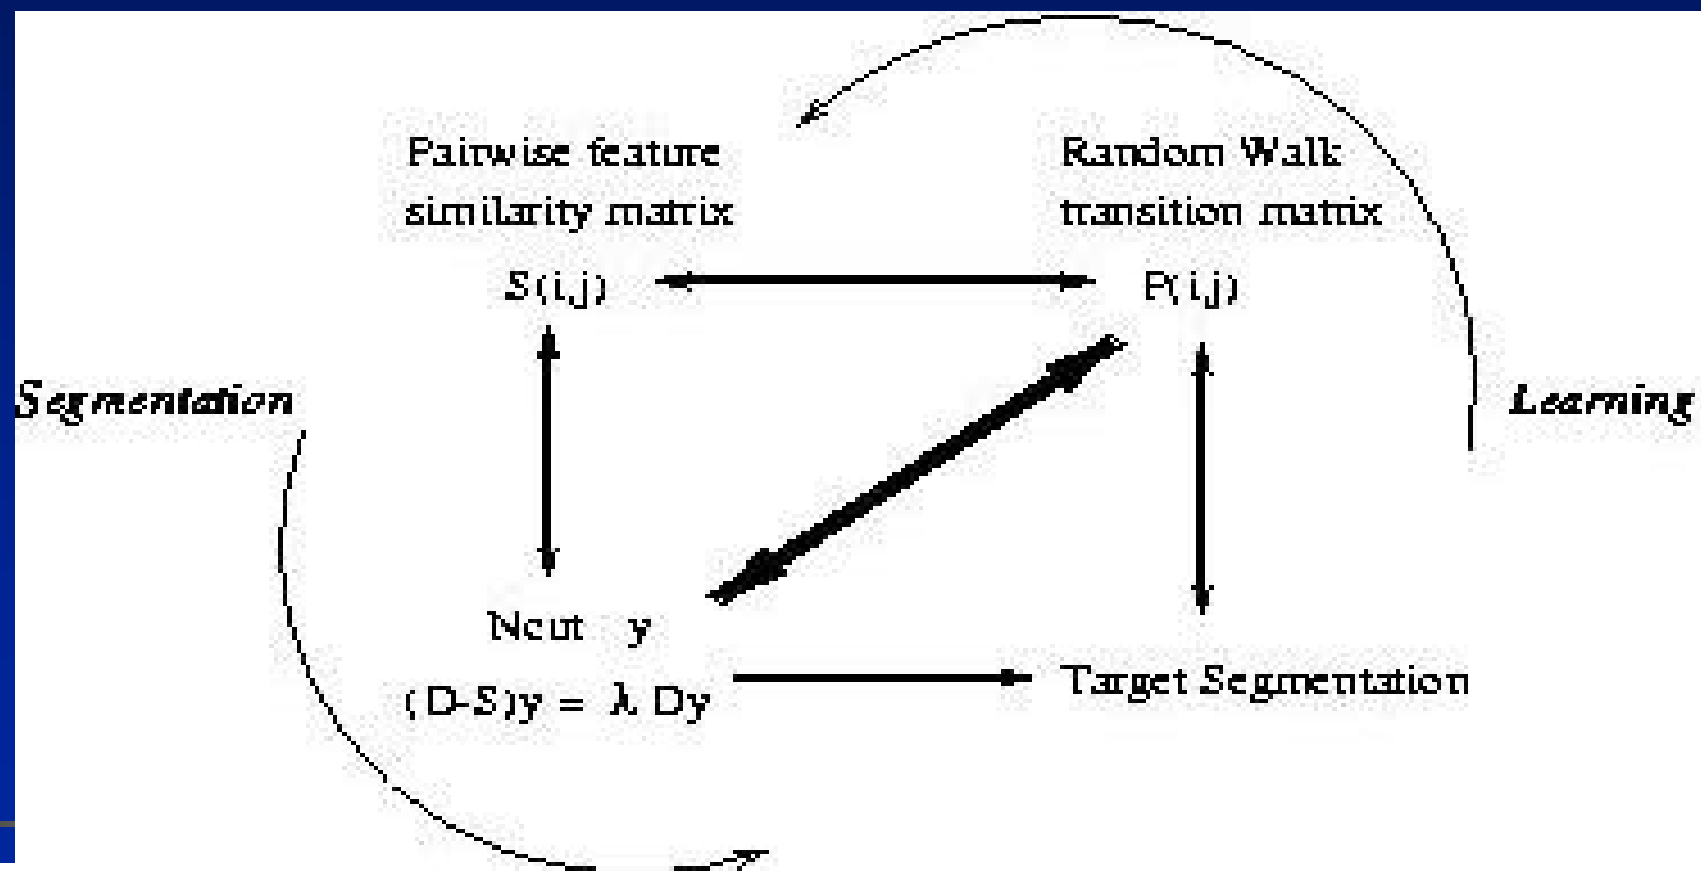 Pairwise feature
similarity matrix
S(i,j)
Random Walk
transition matrix
P(i,j)
Segmentation
Learning
Ncut y
(D-S)y = λ Dy
Target Segmentation